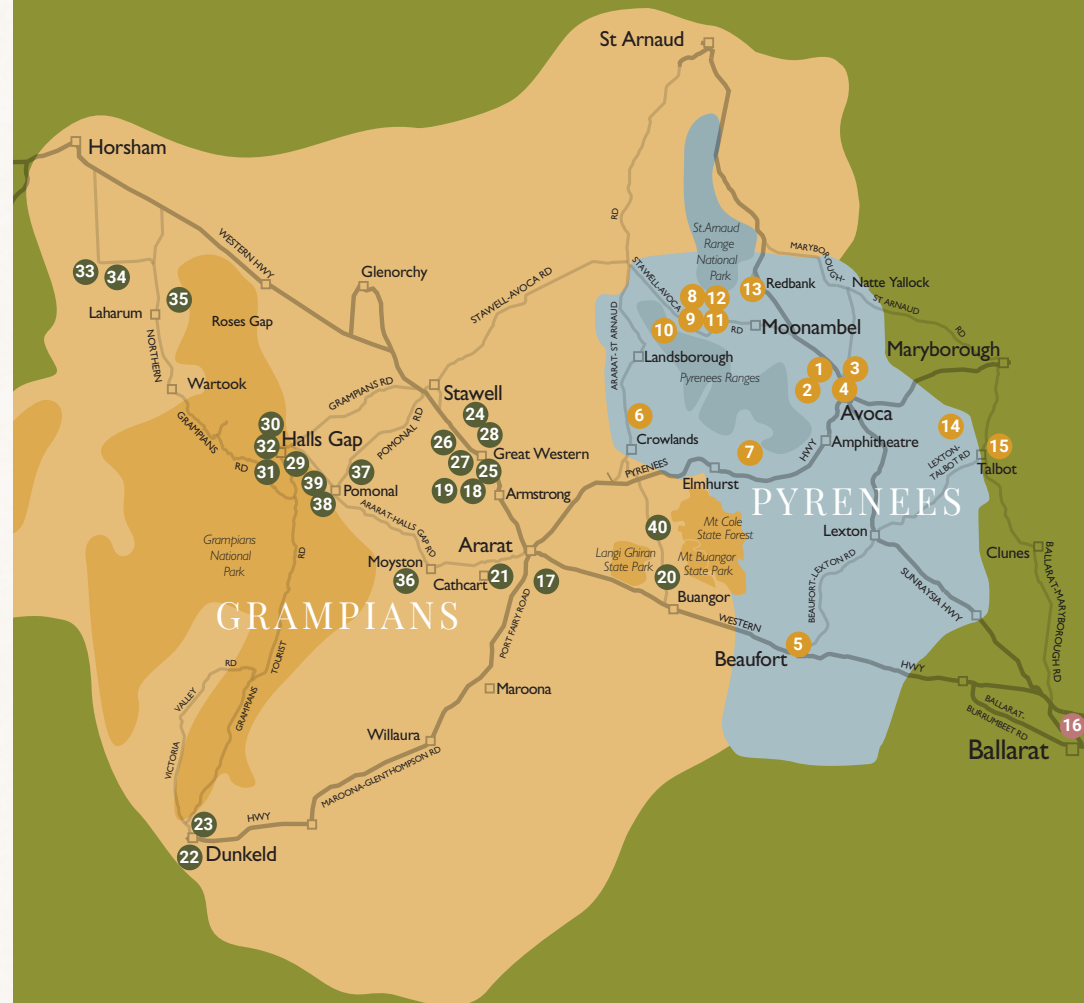 St Arnaud
Horsham
WESTERN HWY
Glenorchy
RD
STAWELL-AVOCA RD
St.Arnaud
Range
National
Park
MARYBOROUGH-
ST ARNAUD
RD
Natte Yallock
33
34
35
Laharum
Roses Gap
NORTHERN
Wartook
GRAMPIANS
RD
STAWELL-AVOCA
RD
8
12
13
Redbank
9
11
10
Moonambel
ARARAT- ST ARNAUD
Landsborough
Pyrenees Ranges
Maryborough
1
3
2
4
Avoca
GRAMPIANS RD
Stawell
POMONAL RD
24
28
26
27
25
Great Western
19
18
Armstrong
30
32
Halls Gap
31
29
39
38
37
Pomonal
ARARAT-HALLS GAP RD
6
Crowlands
7
HWY
Amphitheatre
PYRENEES
Elmhurst
14
15
LEXTON-
TALBOT RD
Talbot
PYRENEES
Mt Cole
State Forest
40
Langi Ghiran
State Park
Mt Buangor
State Park
20
Buangor
Lexton
Clunes
BEAUFORT-LEXTON RD
SUNRAYSIA HWY
BALLARAT-MARYBOROUGH RD
Ararat
Moyston
36
Cathcart
21
17
Grampians
National
Park
RD
GRAMPIANS
PORT FAIRY ROAD
WESTERN
HWY
5
Beaufort
BALLARAT-
BURRUMBEET RD
16
Ballarat
TOURIST
GRAMPIANS
RD
VALLEY
VICTORIA
Maroona
Willaura
MAROONA-GLENTHOMPSON RD
HWY
23
22
Dunkeld